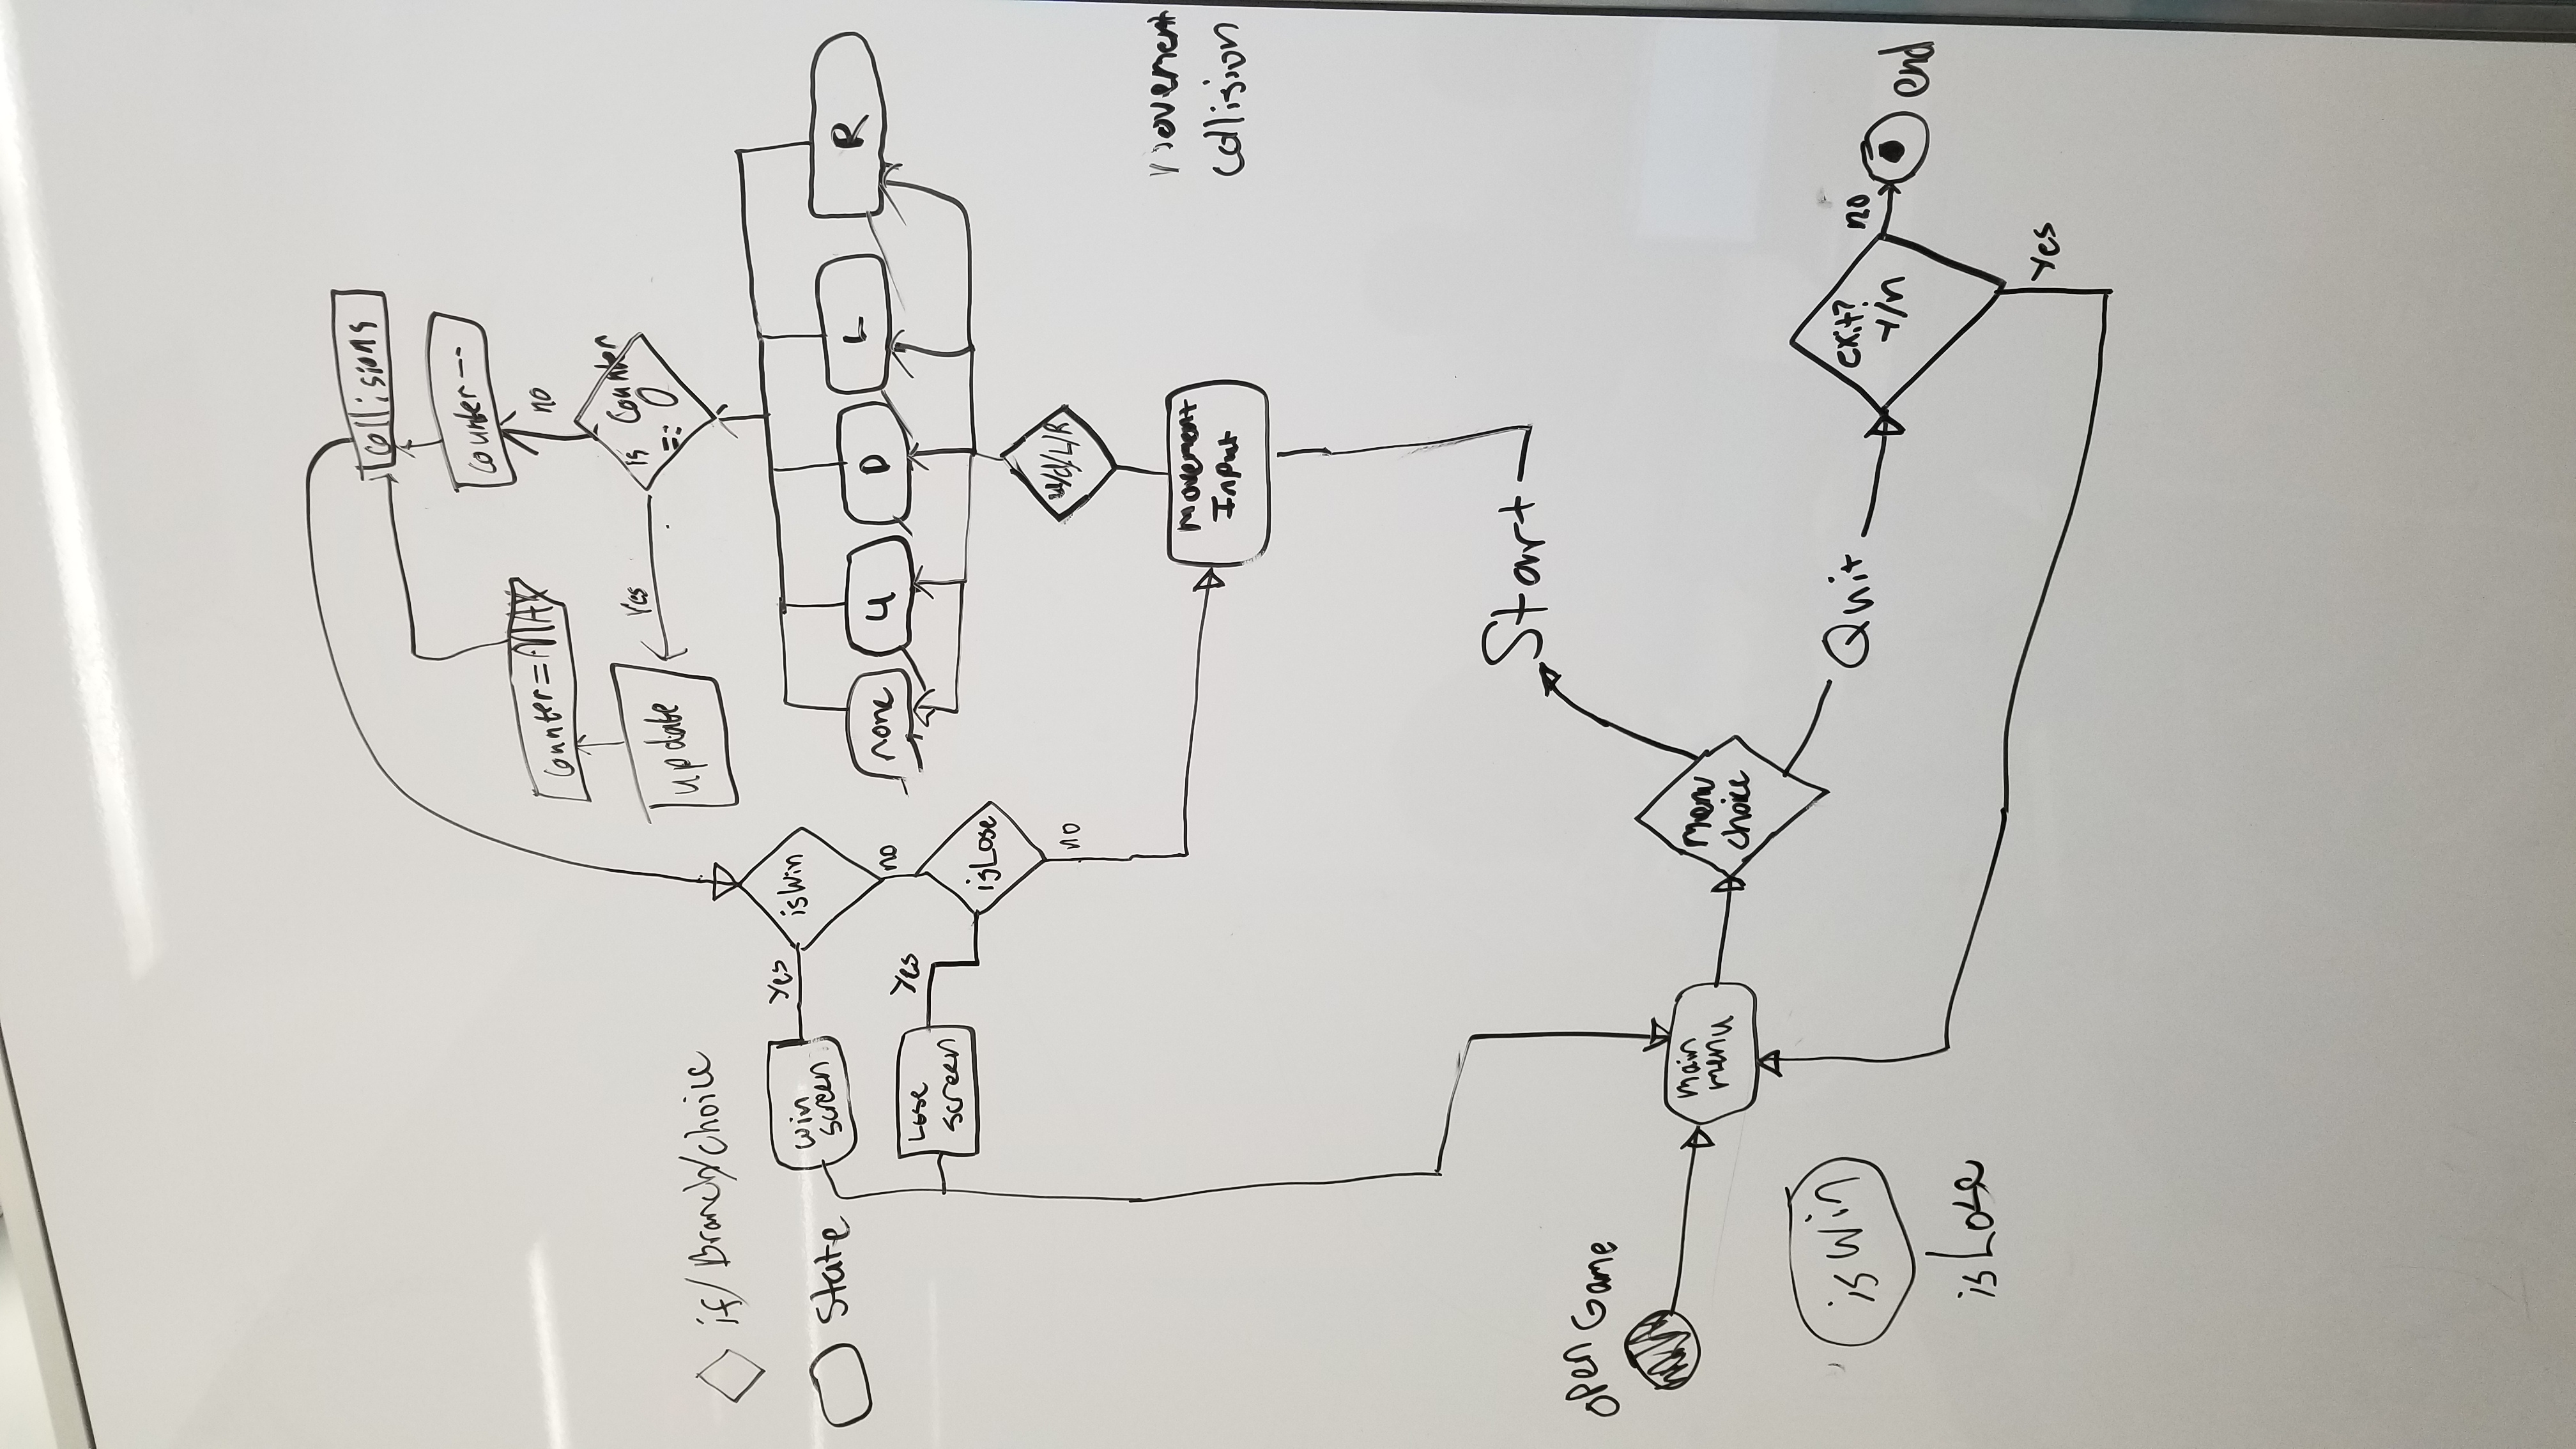 collisions
counter--
no
counter=MAX
is Counter
== 0
Yes
update
if/Branch/choice
State
win
screen
Yes
isWin
no
Lose
screen
Yes
isLose
no
none
U
D
L
R
u/d/L/R
Movement
Input
Movement
collision
Start
open Game
main
menu
menu
choice
Quit
exit?
Y/n
no
end
yes
isWin
isLose